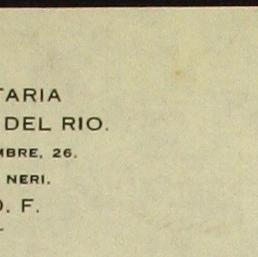 TARIA
DEL RIO.
MBRE, 26.
NERI.
O. F.